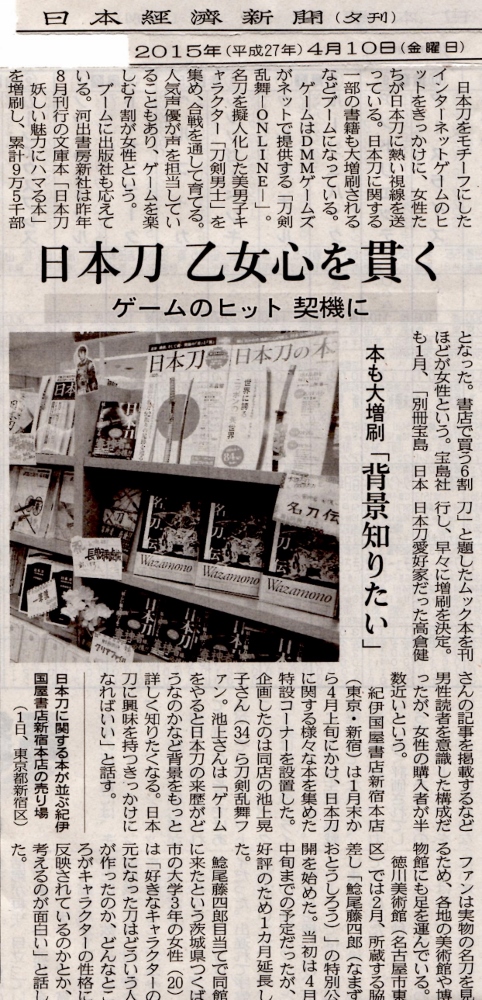 日本経済新聞(夕刊)
2015年(平成27年)4月10日(金曜日)
日本刀 乙女心を貫く
ゲームのヒット 契機に
日本刀をモチーフにした
インターネットゲームのヒ
ットをきっかけに、女性た
ちが日本刀に熱い視線を送
っている。日本刀に関する
一部の書籍も大増刷される
などブームになっている。
ゲームはDMMゲームズ
がネットで提供する「刀剣
乱舞―ONLINE―」。
名刀を擬人化した美男子キ
ャラクター「刀剣男士」を
集め、合戦を通して育てる。
人気声優が声を担当してい
ることもあり、ゲームを楽
しむ7割が女性という。
ブームに出版社も応えて
いる。河出書房新社は昨年
8月刊行の文庫本「日本刀
妖しい魅力にハマる本」
を増刷し、累計9万5千部
となった。書店で買う6割
ほどが女性という。宝島社
も1月、「別冊宝島 日本
刀」と題したムック本を刊
行し、早々に増刷を決定。
日本刀愛好家だった高倉健
本も大増刷「背景知りたい」
日本刀
日本刀の本
名刀伝
名刀伝
Wazamono
名刀伝
Wazamono
名刀伝
Wazamono
日本刀
クリアファイル
さんの記事を掲載するなど
男性読者を意識した構成だ
ったが、女性の購入者が半
数近いという。
紀伊国屋書店新宿本店
（東京・新宿）は1月末か
ら4月上旬にかけ、日本刀
に関する様々な本を集めた
特設コーナーを設置した。
企画したのは同店の池上晃
子さん（34）ら刀剣乱舞フ
ァン。池上さんは「ゲーム
をやると日本刀の来歴がど
うなのかなど背景をもっと
詳しく知りたくなる。日本
刀に興味を持つきっかけに
なればいい」と話す。
日本刀に関する本が並ぶ紀伊
国屋書店新宿本店の売り場
（1日、東京都新宿区）
ファンは実物の名刀を見
るため、各地の美術館や博
物館にも足を運んでいる。
徳川美術館（名古屋市東
区）では2月、所蔵する脇
差し「鯰尾藤四郎（なまず
おとうしろう）」の特別公
開を始めた。当初は4月
中旬までの予定だったが、
好評のため1カ月延長し
た。
鯰尾藤四郎目当てで同館
に来たという茨城県つくば
市の大学3年の女性（20）
は「好きなキャラクターの
元になった刀はどういう人
が作ったのか、どんなとこ
ろがキャラクターの性格に
反映されているのかとか、
考えるのが面白い」と話し
た。